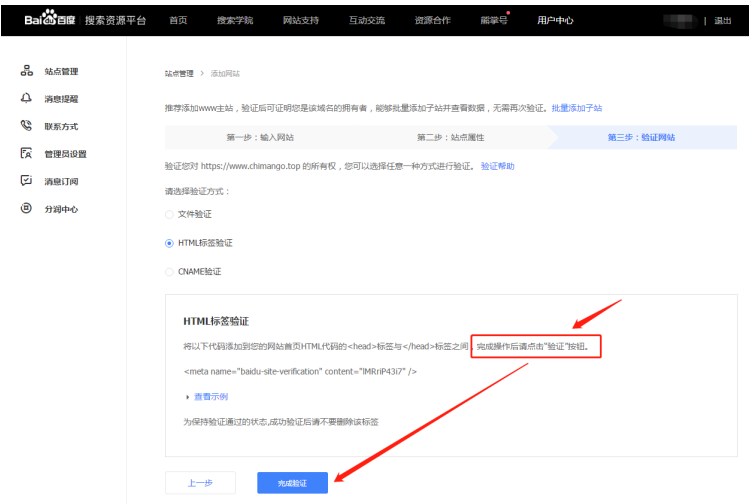 Bai百度 搜索资源平台 首页 搜索学院 网站支持 互动交流 资源合作 熊掌号 用户中心 | 退出
站点管理
消息提醒
联系方式
管理员设置
消息订阅
分润中心
站点管理 > 添加网站
推荐添加www主站，验证后可证明您是该域名的拥有者，能够批量添加子站并查看数据，无需再次验证。批量添加子站
第一步：输入网站 第二步：站点属性 第三步：验证网站
验证您对 https://www.chimango.top 的所有权，您可以选择任意一种方式进行验证。 验证帮助
请选择验证方式：
文件验证
HTML标签验证
CNAME验证
HTML标签验证
将以下代码添加到您的网站首页HTML代码的<head>标签与</head>标签之间，完成操作后请点击"验证"按钮。
<meta name="baidu-site-verification" content="lMRriP43i7" />
查看示例
为保持验证通过的状态,成功验证后请不要删除该标签
上一步 完成验证